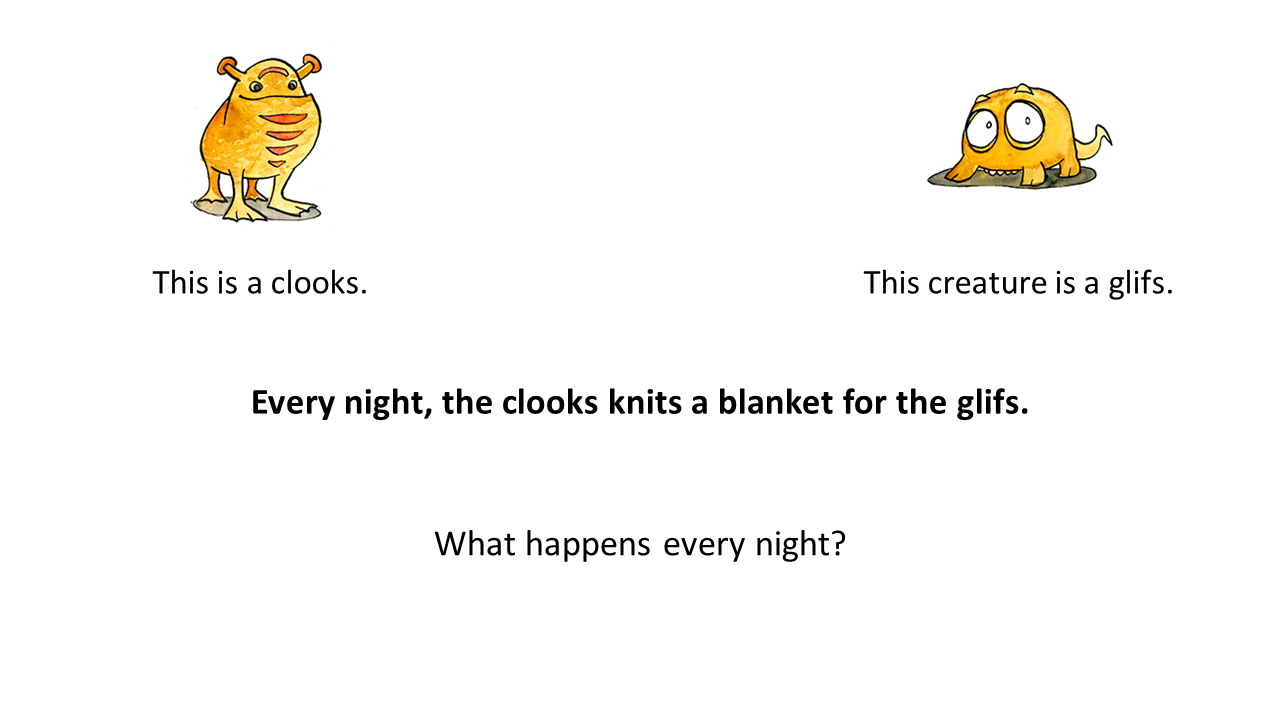 This is a clooks.
This creature is a glifs.
Every night, the clooks knits a blanket for the glifs.
What happens every night?